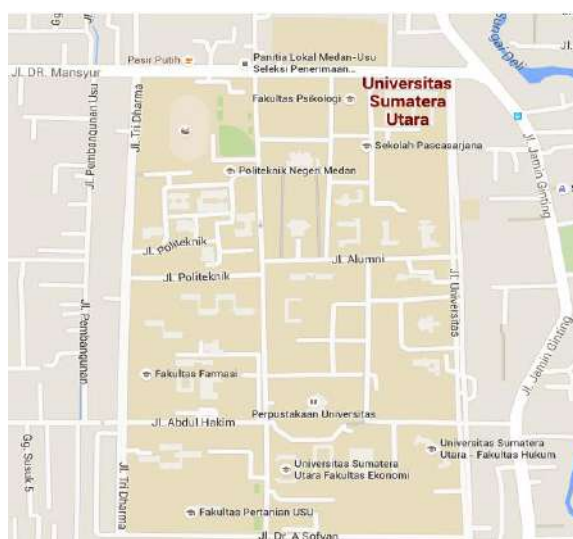 Sungai Deli
Pasir Putih
Panitia Lokal Medan-Usu
Seleksi Penerimaan...
Jl. DR. Mansyur
Universitas
Sumatera
Utara
Fakultas Psikologi
Jl. Pembangunan Usu
Jl. Tri Dharma
Sekolah Pascasarjana
Jl. Jamin Ginting
Politeknik Negeri Medan
Jl. Politeknik
Jl. Alumni
Jl. Politeknik
Jl. Universitas
Jl. Pembangunan
Jl. Jamin Ginting
Fakultas Farmasi
Perpustakaan Universitas
Jl. Abdul Hakim
Gg. Susuk 5
Jl. Tri Dharma
Universitas Sumatera
Utara Fakultas Ekonomi
Universitas Sumatera
Utara - Fakultas Hukum
Fakultas Pertanian USU
Jl. Dr. A Sofyan